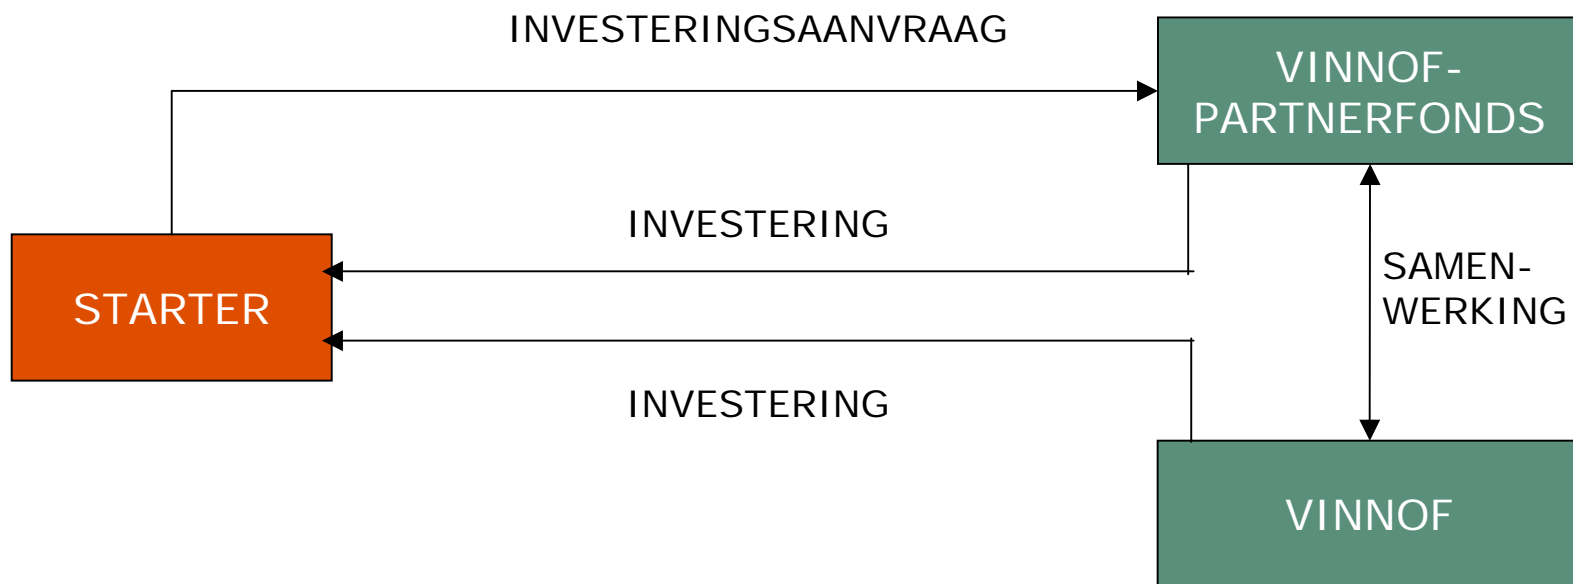 INVESTERINGSAANVRAAG
VINNOF-
PARTNERFONDS
INVESTERING
STARTER
SAMEN-
WERKING
INVESTERING
VINNOF